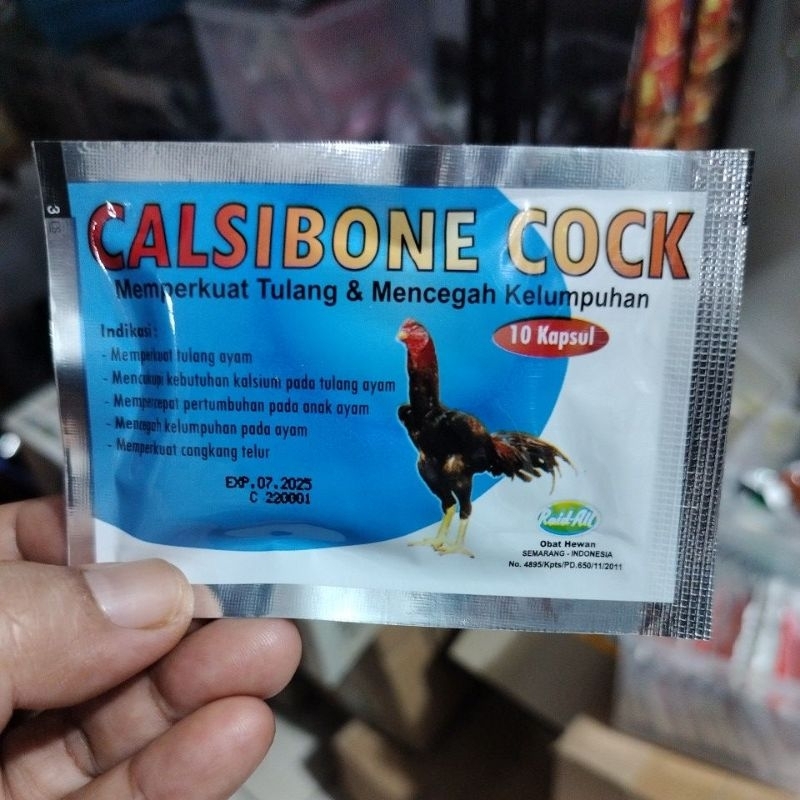 CALSIBONE COCK
Memperkuat Tulang & Mencegah Kelumpuhan
10 Kapsul
Indikasi :
- Memperkuat tulang ayam
- Mencukupi kebutuhan kalsium pada tulang ayam
- Mempercepat pertumbuhan pada anak ayam
- Mencegah kelumpuhan pada ayam
- Memperkuat cangkang telur
EXP.07.2025
C 220001
Raid-All
Obat Hewan
SEMARANG - INDONESIA
No. 4895/Kpts/PD.650/11/2011